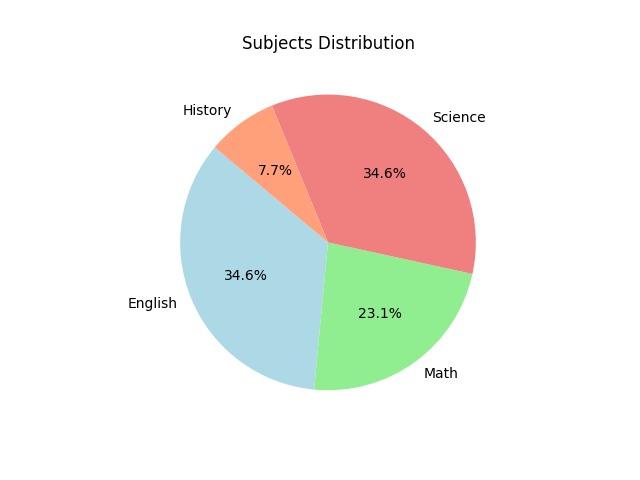 Subjects Distribution
History
Science
7.7%
34.6%
34.6%
English
23.1%
Math